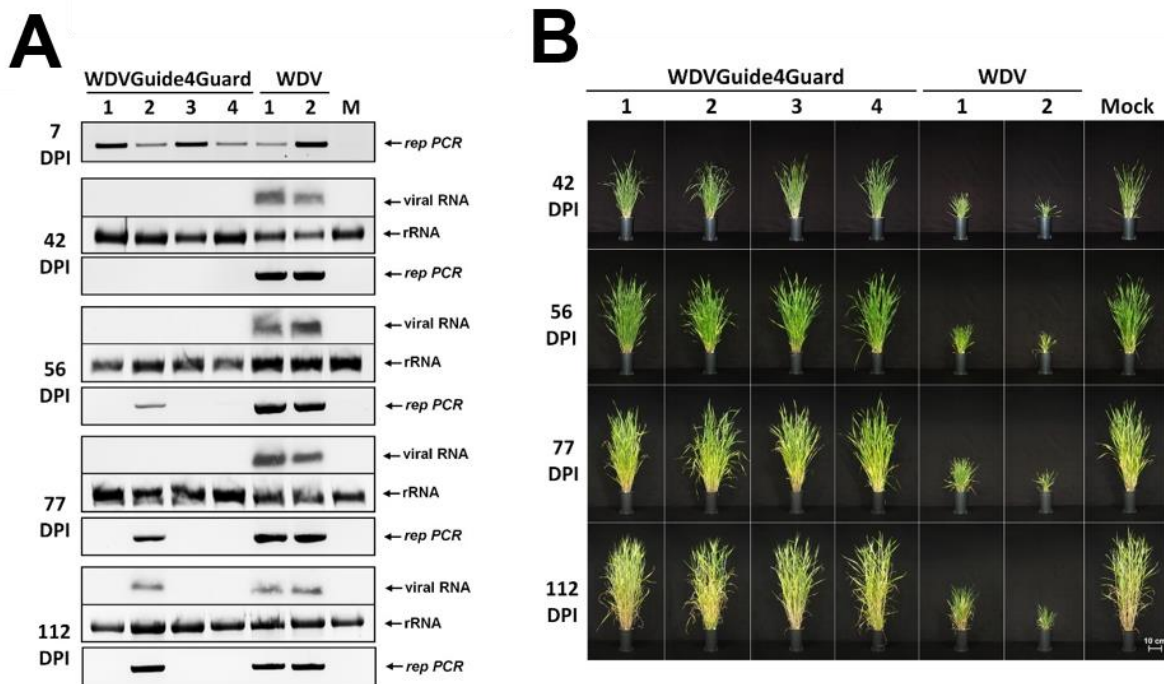 A
WDVGuide4Guard WDV
1 2 3 4 1 2 M
7
DPI
←rep PCR
←viral RNA
←rRNA
42
DPI
←rep PCR
←viral RNA
←rRNA
56
DPI
←rep PCR
←viral RNA
←rRNA
77
DPI
←rep PCR
←viral RNA
←rRNA
112
DPI
←rep PCR
B
WDVGuide4Guard WDV
1 2 3 4 1 2 Mock
42
DPI
56
DPI
77
DPI
112
DPI
10 cm